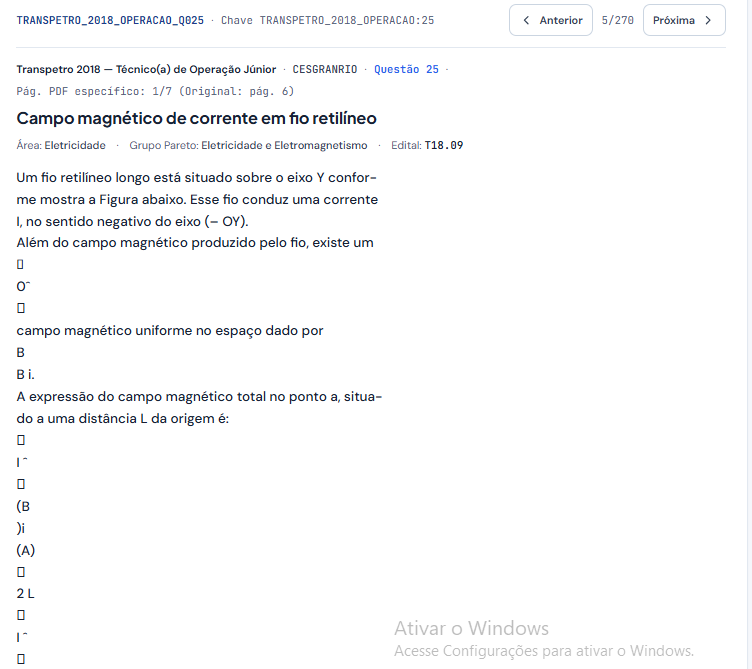 TRANSPETRO_2018_OPERACAO_Q025 · Chave TRANSPETRO_2018_OPERACAO:25
Anterior 5/270 Próxima
Transpetro 2018 — Técnico(a) de Operação Júnior · CESGRANRIO · Questão 25 ·
Pág. PDF específico: 1/7 (Original: pág. 6)
Campo magnético de corrente em fio retilíneo
Área: Eletricidade · Grupo Pareto: Eletricidade e Eletromagnetismo · Edital: T18.09
Um fio retilíneo longo está situado sobre o eixo Y confor-
me mostra a Figura abaixo. Esse fio conduz uma corrente
I, no sentido negativo do eixo (– OY).
Além do campo magnético produzido pelo fio, existe um
▯
Oˆ
▯
campo magnético uniforme no espaço dado por
B
B i.
A expressão do campo magnético total no ponto a, situa-
do a uma distância L da origem é:
▯
I ˆ
▯
(B
)i
(A)
▯
2 L
▯
I ˆ
▯
Ativar o Windows
Acesse Configurações para ativar o Windows.